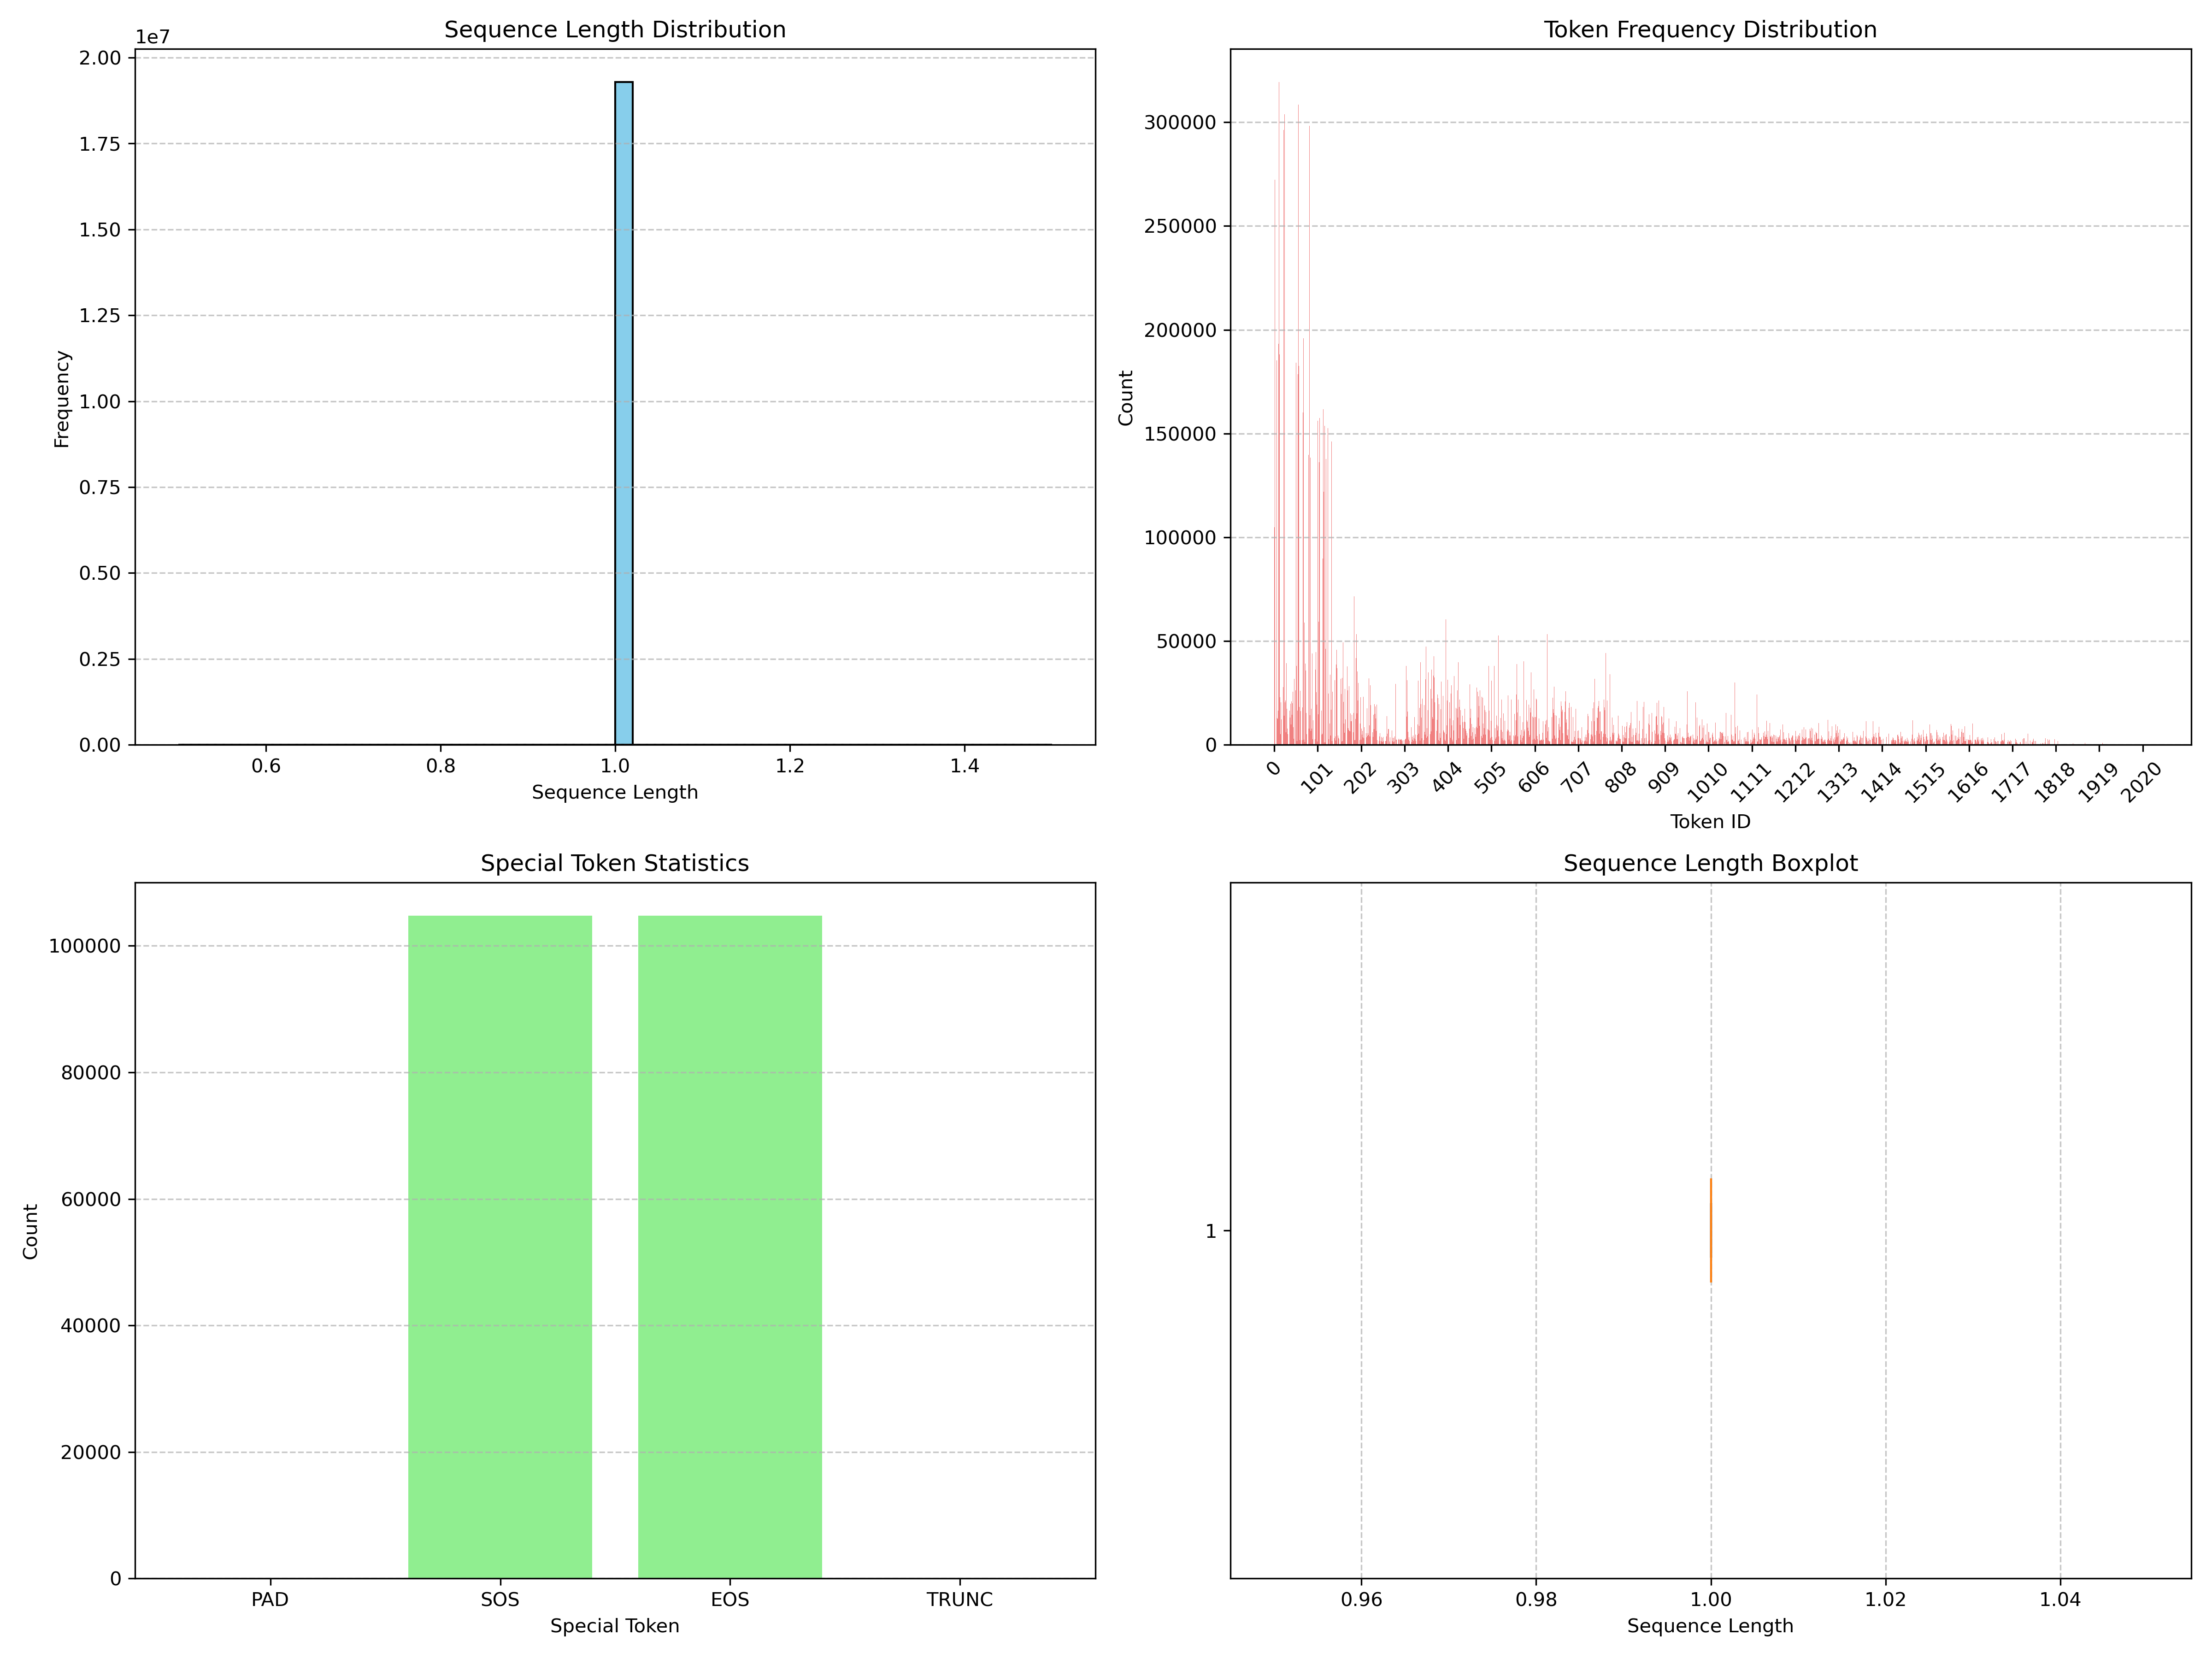 Sequence Length Distribution
1e7
2.00
1.75
1.50
1.25
1.00
0.75
0.50
0.25
0.00
Frequency
0.6 0.8 1.0 1.2 1.4
Sequence Length
Token Frequency Distribution
300000
250000
200000
150000
100000
50000
0
Count
0 101 202 303 404 505 606 707 808 909 1010 1111 1212 1313 1414 1515 1616 1717 1818 1919 2020
Token ID
Special Token Statistics
100000
80000
60000
40000
20000
0
Count
PAD SOS EOS TRUNC
Special Token
Sequence Length Boxplot
1
0.96 0.98 1.00 1.02 1.04
Sequence Length